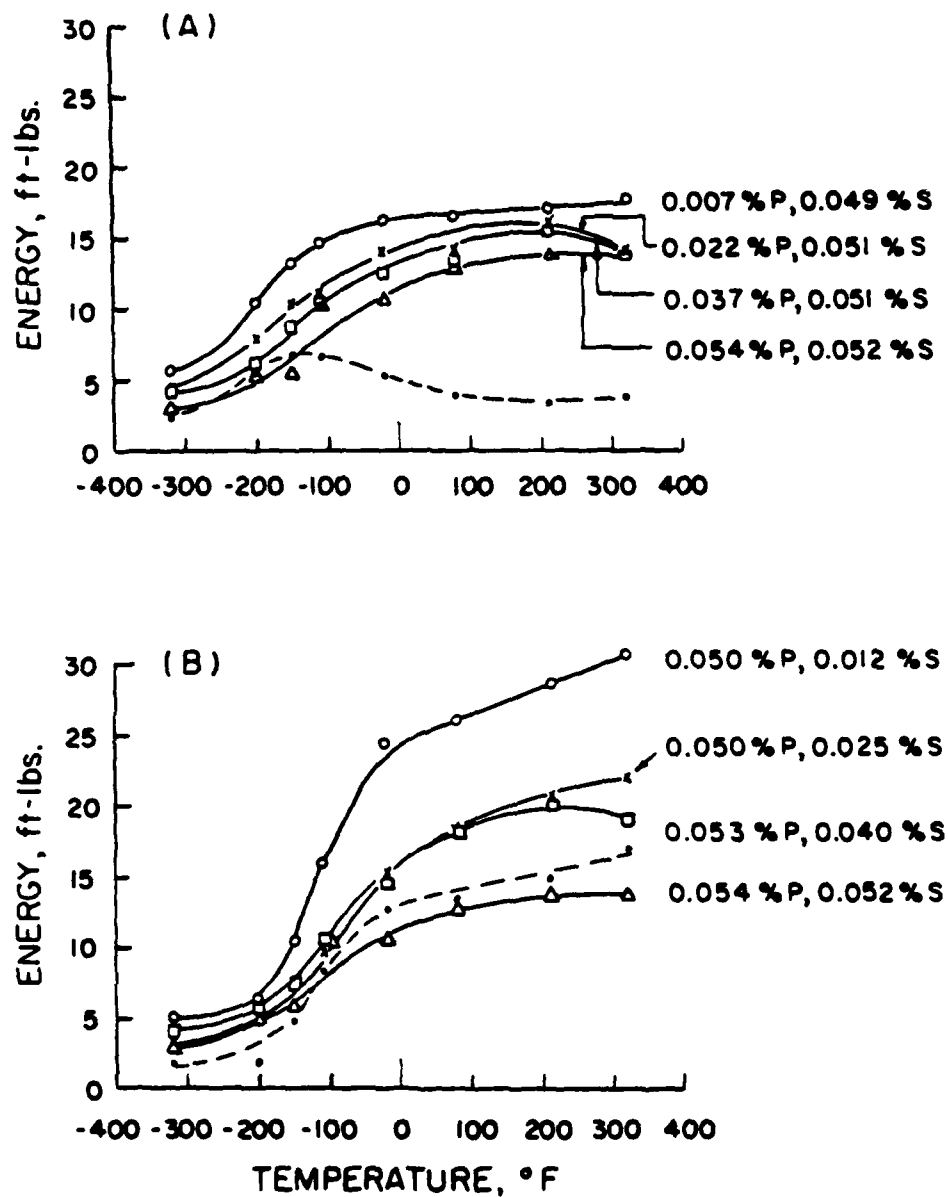 (A)
30
25
20
15
10
5
0
ENERGY, ft-lbs.
0.007 %P, 0.049 %S
0.022 %P, 0.051 %S
0.037 %P, 0.051 %S
0.054 %P, 0.052 %S
-400 -300 -200 -100 0 100 200 300 400
(B)
30
25
20
15
10
5
0
ENERGY, ft-lbs.
0.050 %P, 0.012 %S
0.050 %P, 0.025 %S
0.053 %P, 0.040 %S
0.054 %P, 0.052 %S
-400 -300 -200 -100 0 100 200 300 400
TEMPERATURE, °F